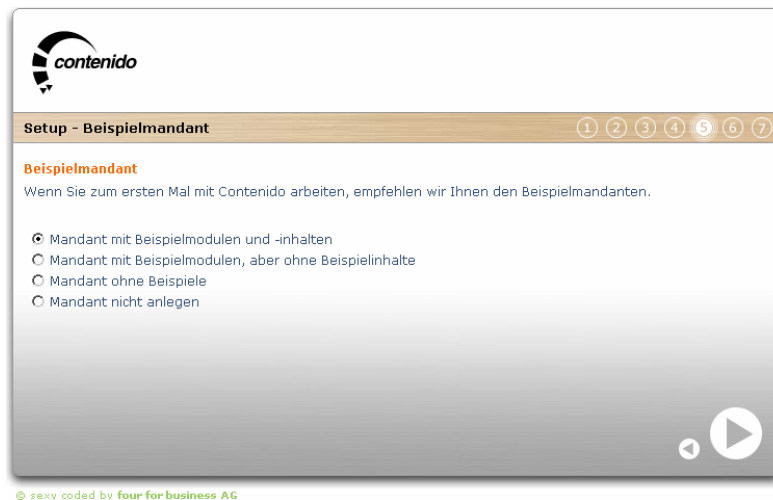 contenido
Setup - Beispielmandant
1 2 3 4 5 6 7
Beispielmandant
Wenn Sie zum ersten Mal mit Contenido arbeiten, empfehlen wir Ihnen den Beispielmandanten.
Mandant mit Beispielmodulen und -inhalten
Mandant mit Beispielmodulen, aber ohne Beispielinhalte
Mandant ohne Beispiele
Mandant nicht anlegen
© sexy coded by four for business AG